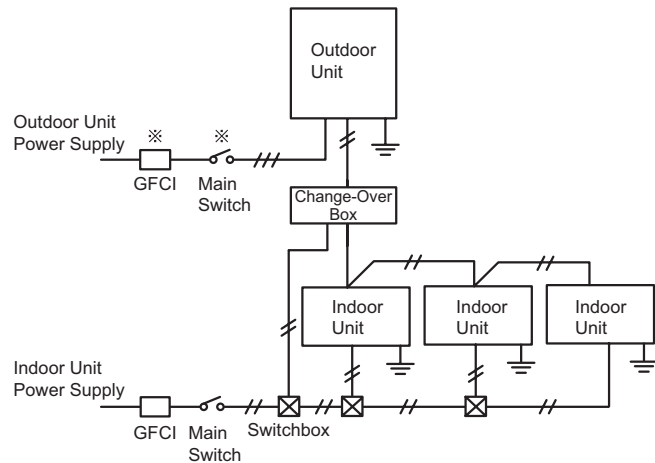 Outdoor
Unit
※
※
Outdoor Unit
Power Supply
GFCI
Main
Switch
Change-Over
Box
Indoor
Unit
Indoor
Unit
Indoor
Unit
Indoor Unit
Power Supply
GFCI
Main
Switch
Switchbox